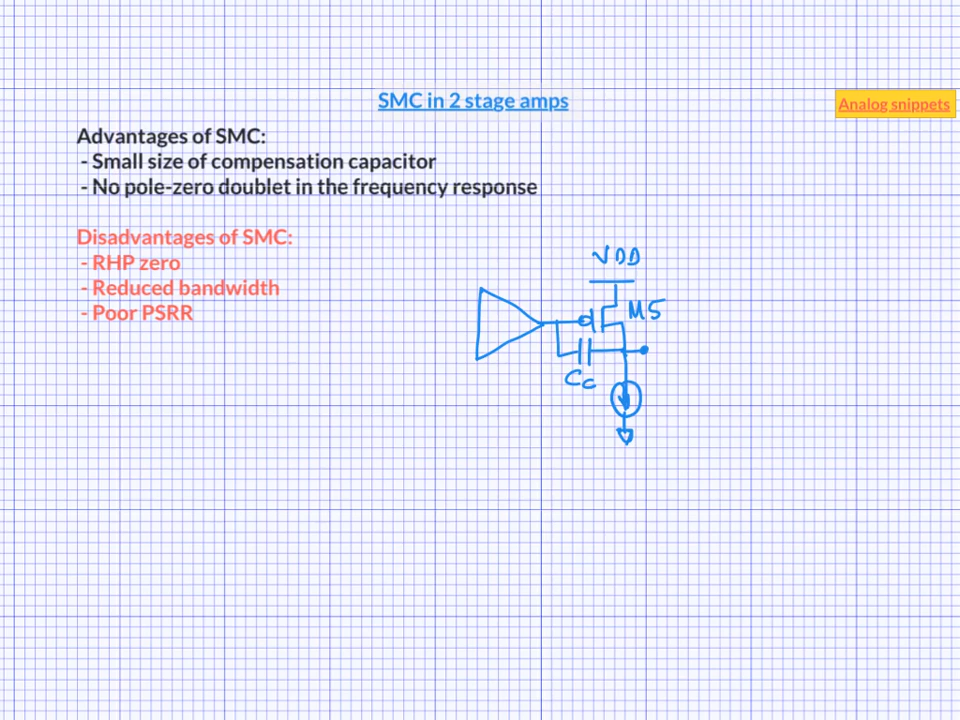 SMC in 2 stage amps
Analog snippets
Advantages of SMC:
- Small size of compensation capacitor
- No pole-zero doublet in the frequency response
Disadvantages of SMC:
- RHP zero
- Reduced bandwidth
- Poor PSRR
VDD
M5
Cc